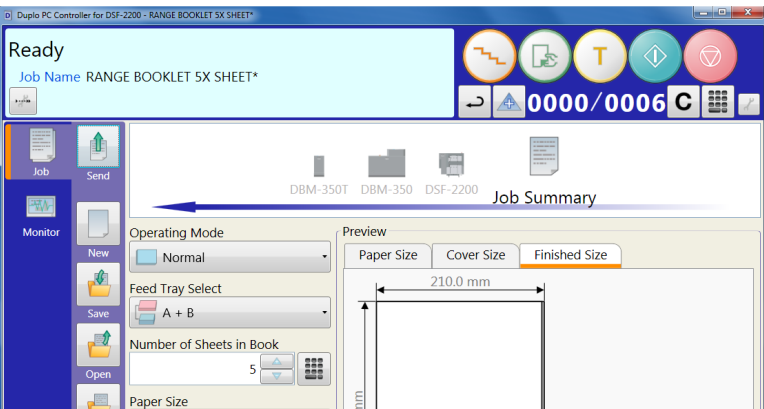 Duplo PC Controller for DSF-2200 - RANGE BOOKLET 5X SHEET*
Ready
Job Name RANGE BOOKLET 5X SHEET*
T
0000/0006 C
Job
Send
DBM-350T DBM-350 DSF-2200 Job Summary
Monitor
New
Operating Mode
Normal
Preview
Paper Size Cover Size Finished Size
210.0 mm
Feed Tray Select
A + B
Save
Number of Sheets in Book
5
Open
Paper Size
mm